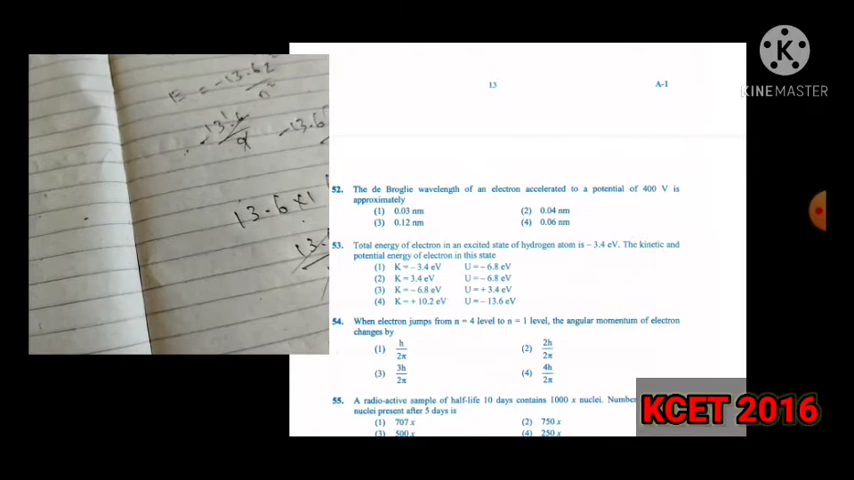 KINEMASTER
13
A-1
E = -13.6z²
n²
13.6
-13.6
13.6×1
13.
52. The de Broglie wavelength of an electron accelerated to a potential of 400 V is
approximately
(1) 0.03 nm (2) 0.04 nm
(3) 0.12 nm (4) 0.06 nm
53. Total energy of electron in an excited state of hydrogen atom is – 3.4 eV. The kinetic and
potential energy of electron in this state
(1) K = – 3.4 eV U = – 6.8 eV
(2) K = 3.4 eV U = – 6.8 eV
(3) K = – 6.8 eV U = + 3.4 eV
(4) K = + 10.2 eV U = – 13.6 eV
54. When electron jumps from n = 4 level to n = 1 level, the angular momentum of electron
changes by
(1) h/2π (2) 2h/2π
(3) 3h/2π (4) 4h/2π
55. A radio-active sample of half-life 10 days contains 1000 x nuclei. Number
nuclei present after 5 days is
(1) 707 x (2) 750 x
(3) 500 x (4) 250 x
KCET 2016